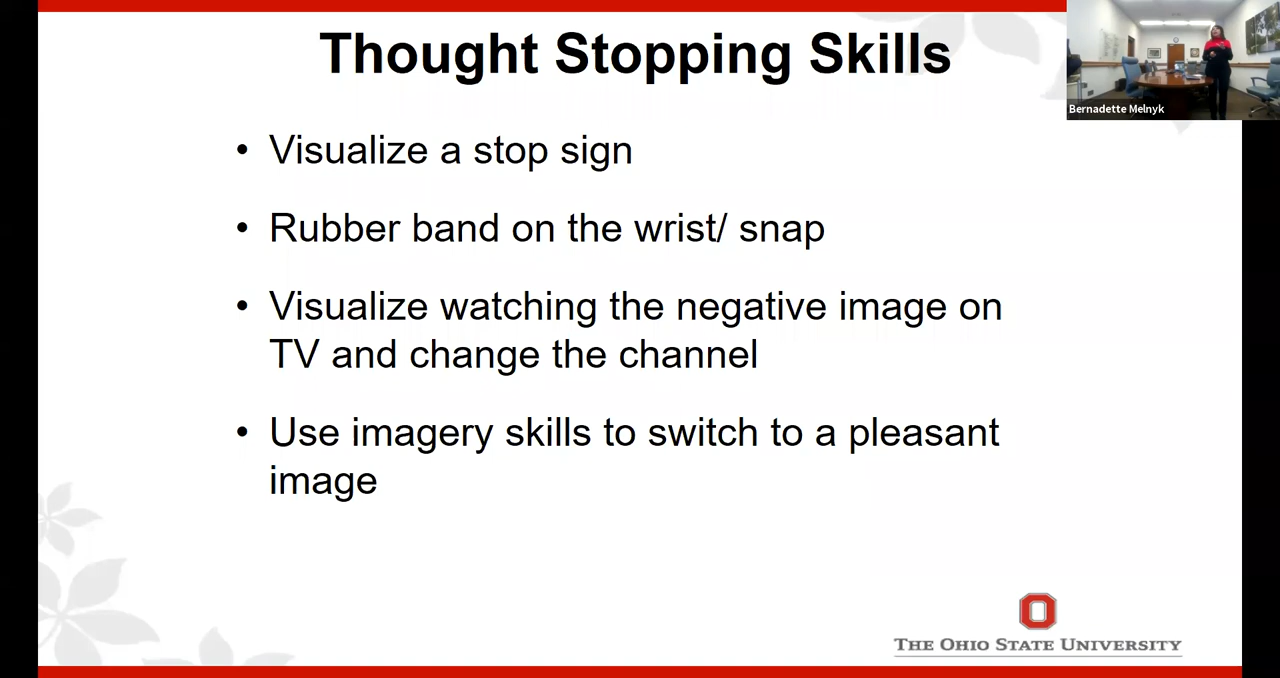 Thought Stopping Skills
Bernadette Melnyk
• Visualize a stop sign
• Rubber band on the wrist/ snap
• Visualize watching the negative image on
TV and change the channel
• Use imagery skills to switch to a pleasant
image
THE OHIO STATE UNIVERSITY